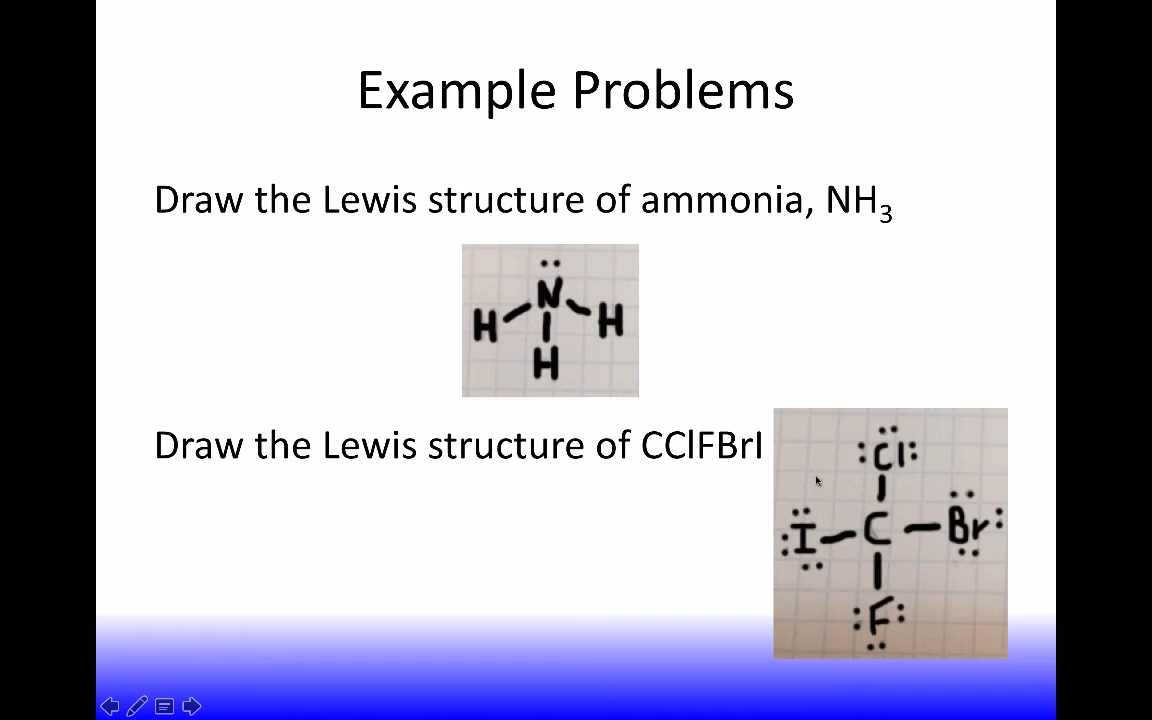 Example Problems
Draw the Lewis structure of ammonia, NH₃
N
H H
H
Draw the Lewis structure of CClFBrI
Cl
I C Br
F